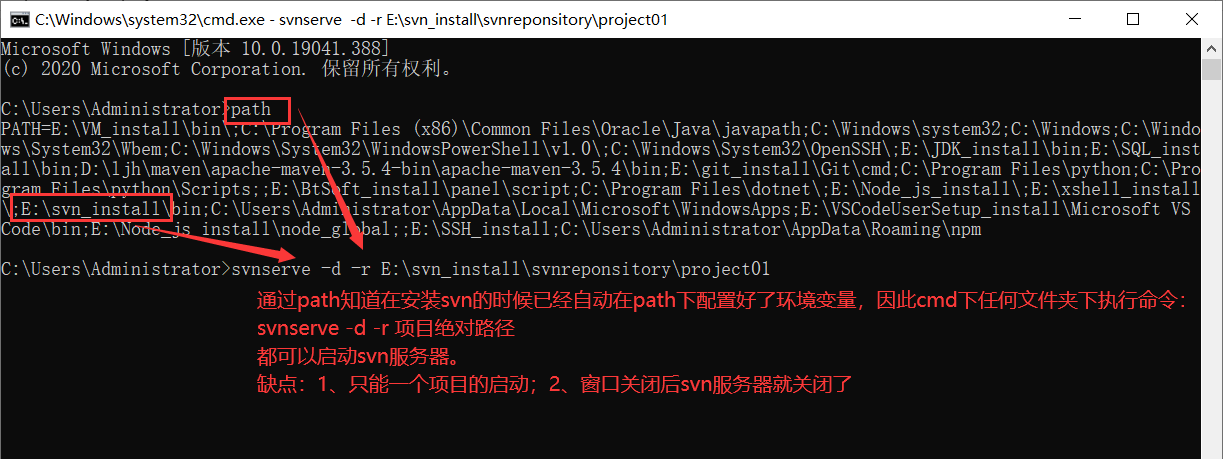 C:\Windows\system32\cmd.exe - svnserve  -d -r E:\svn_install\svnreponsitory\project01
Microsoft Windows [版本 10.0.19041.388]
(c) 2020 Microsoft Corporation. 保留所有权利。
C:\Users\Administrator>path
PATH=E:\VM_install\bin\;C:\Program Files (x86)\Common Files\Oracle\Java\javapath;C:\Windows\system32;C:\Windows;C:\Windo
ws\System32\Wbem;C:\Windows\System32\WindowsPowerShell\v1.0\;C:\Windows\System32\OpenSSH\;E:\JDK_install\bin;E:\SQL_inst
all\bin;D:\ljh\maven\apache-maven-3.5.4-bin\apache-maven-3.5.4\bin;E:\git_install\Git\cmd;C:\Program Files\python;C:\Pro
gram Files\python\Scripts;;E:\BtSoft_install\panel\script;C:\Program Files\dotnet\;E:\Node_js_install\;E:\xshell_install
\;E:\svn_install\bin;C:\Users\Administrator\AppData\Local\Microsoft\WindowsApps;E:\VSCodeUserSetup_install\Microsoft VS
Code\bin;E:\Node_js_install\node_global;;E:\SSH_install;C:\Users\Administrator\AppData\Roaming\npm
C:\Users\Administrator>svnserve -d -r E:\svn_install\svnreponsitory\project01
通过path知道在安装svn的时候已经自动在path下配置好了环境变量，因此cmd下任何文件夹下执行命令：
svnserve -d -r 项目绝对路径
都可以启动svn服务器。
缺点：1、只能一个项目的启动；2、窗口关闭后svn服务器就关闭了